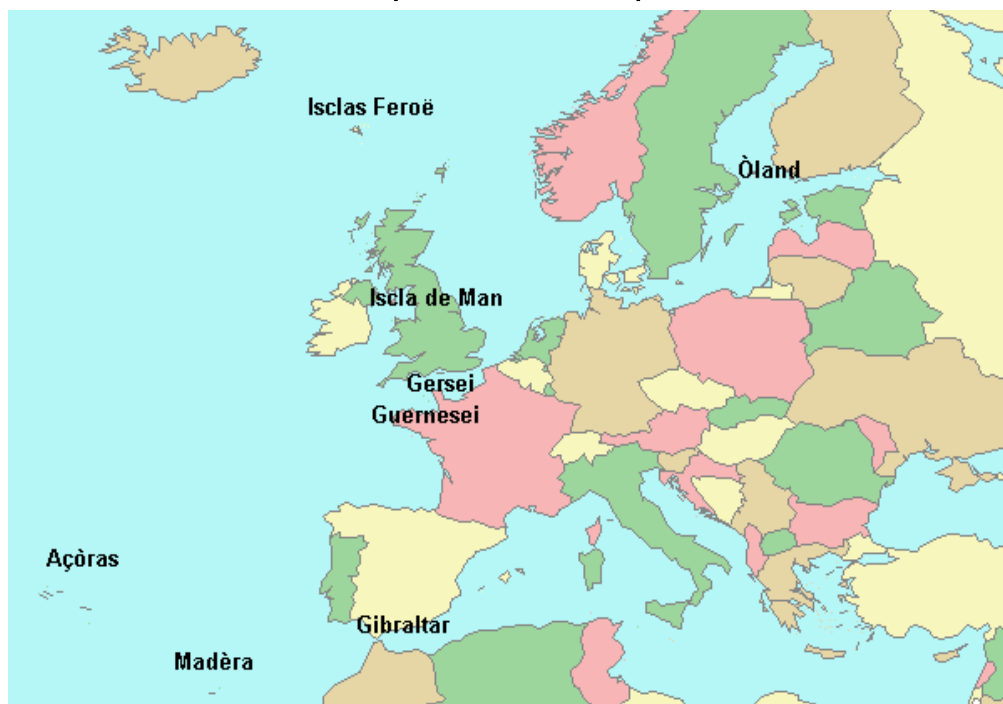 Isclas Feroë
Òland
Iscla de Man
Gersei
Guernesei
Açòras
Gibraltar
Madèra